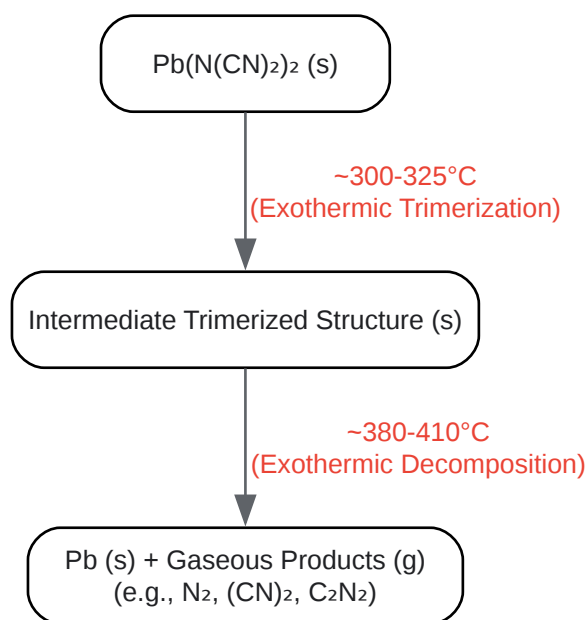 Pb(N(CN)₂)₂ (s)
~300-325°C
(Exothermic Trimerization)
Intermediate Trimerized Structure (s)
~380-410°C
(Exothermic Decomposition)
Pb (s) + Gaseous Products (g)
(e.g., N₂, (CN)₂, C₂N₂)